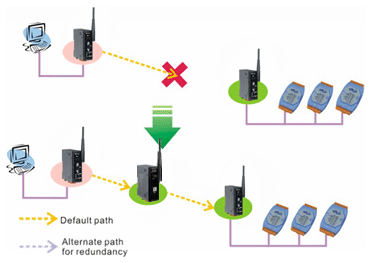 Default path
Alternate path
for redundancy